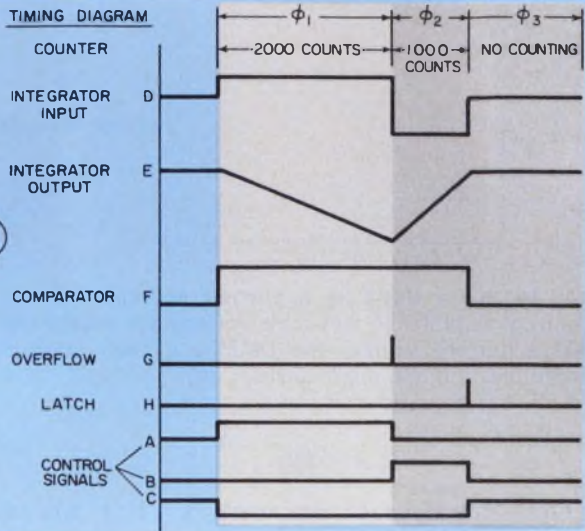 TIMING DIAGRAM
ϕ1 ϕ2 ϕ3
COUNTER
2000 COUNTS
1000
COUNTS
NO COUNTING
INTEGRATOR
INPUT
D
INTEGRATOR
OUTPUT
E
COMPARATOR F
OVERFLOW G
LATCH H
CONTROL
SIGNALS
A
B
C